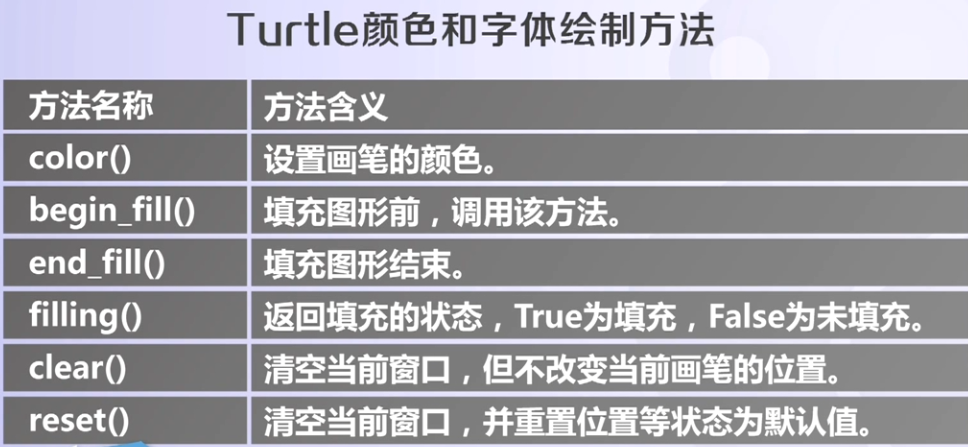 Turtle颜色和字体绘制方法
方法名称 方法含义
color() 设置画笔的颜色。
begin_fill() 填充图形前，调用该方法。
end_fill() 填充图形结束。
filling() 返回填充的状态，True为填充，False为未填充。
clear() 清空当前窗口，但不改变当前画笔的位置。
reset() 清空当前窗口，并重置位置等状态为默认值。